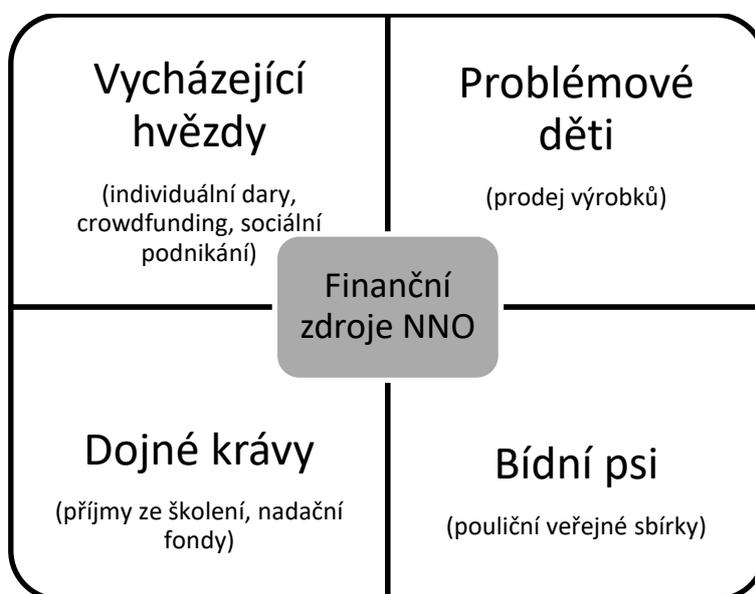 Vycházející
hvězdy
(individuální dary,
crowdfunding, sociální
podnikání)
Problémové
děti
(prodej výrobků)
Finanční
zdroje NNO
Dojné krávy
(příjmy ze školení, nadační
fondy)
Bídní psi
(pouliční veřejné sbírky)